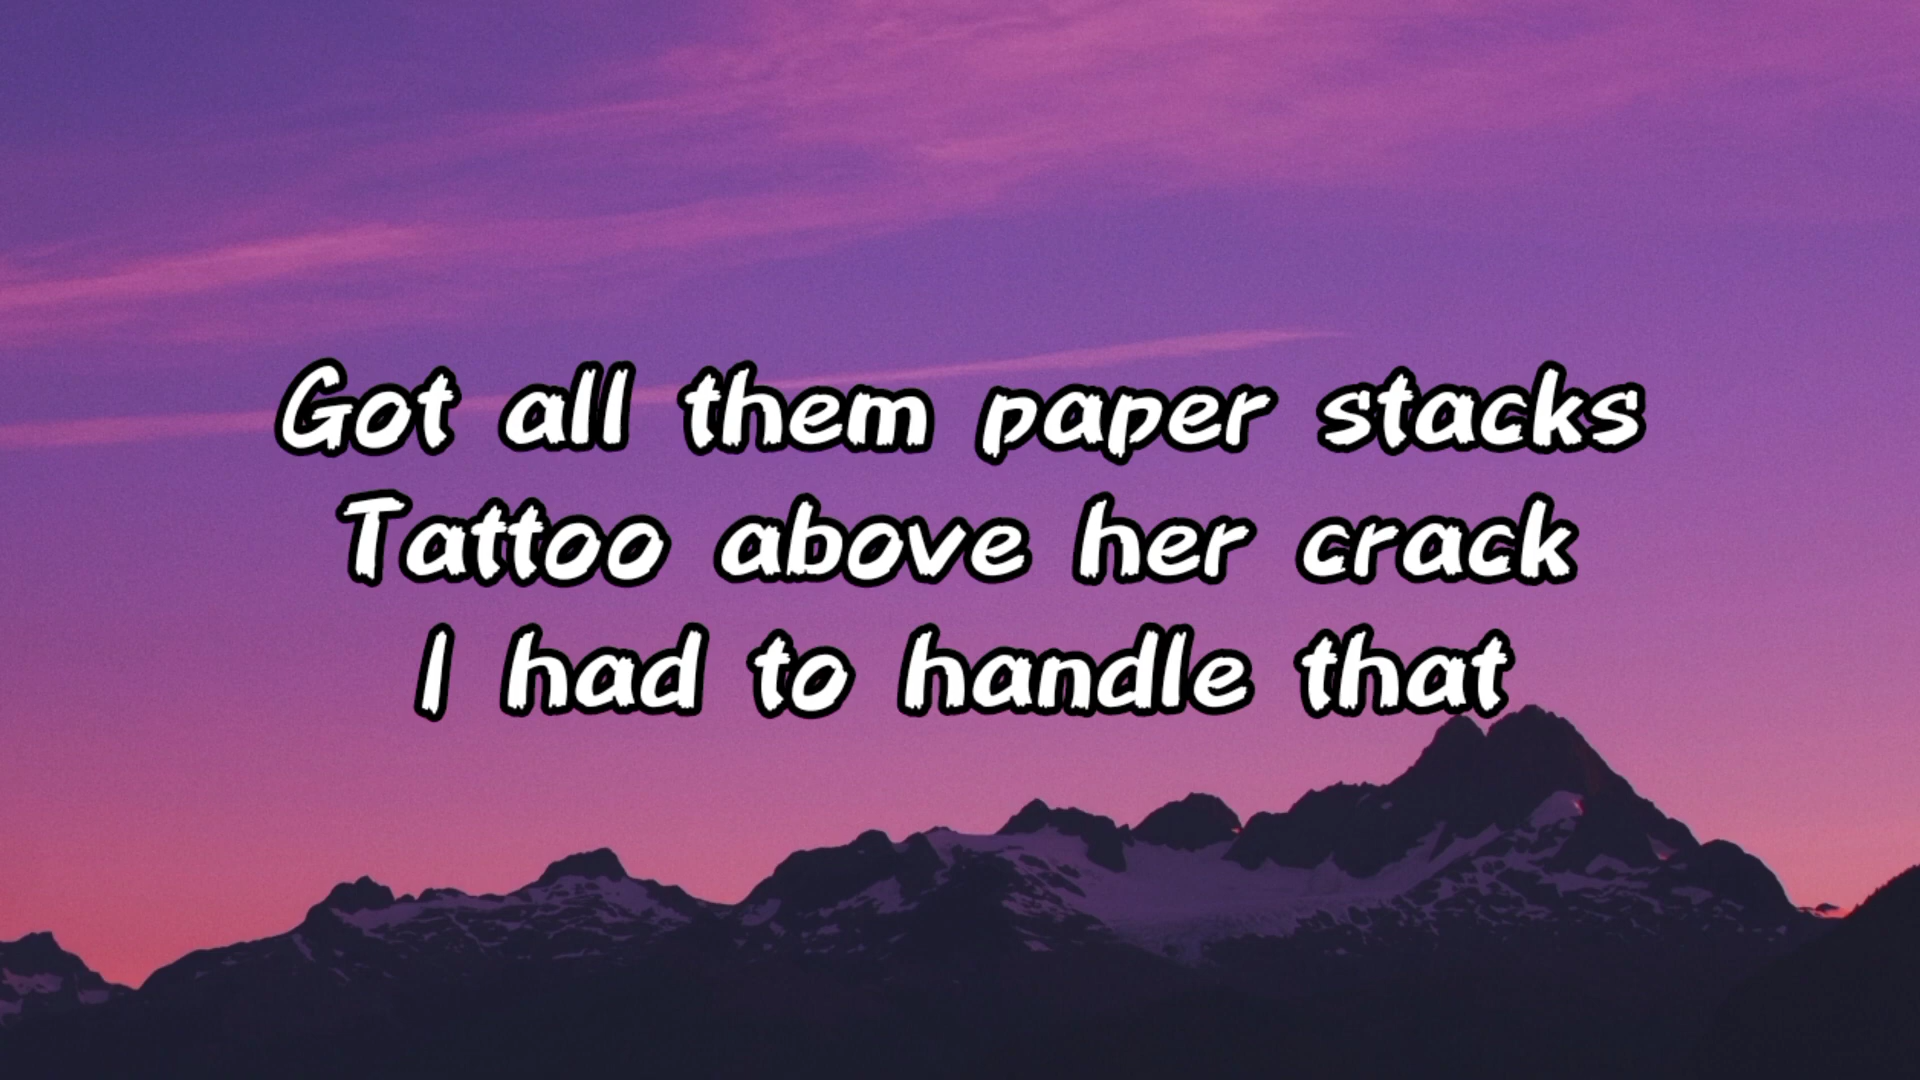 Got all them paper stacks
Tattoo above her crack
I had to handle that